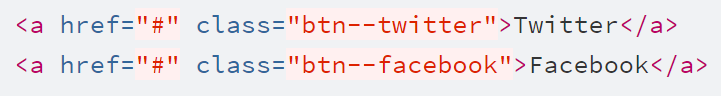 <a href="#" class="btn--twitter">Twitter</a>
<a href="#" class="btn--facebook">Facebook</a>